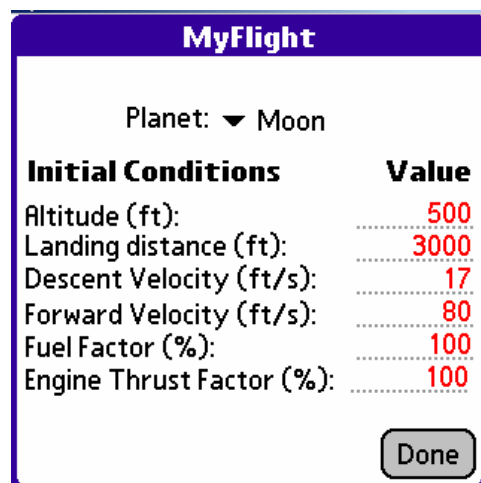 MyFlight
Planet: Moon
Initial Conditions Value
Altitude (ft): 500
Landing distance (ft): 3000
Descent Velocity (ft/s): 17
Forward Velocity (ft/s): 80
Fuel Factor (%): 100
Engine Thrust Factor (%): 100
Done